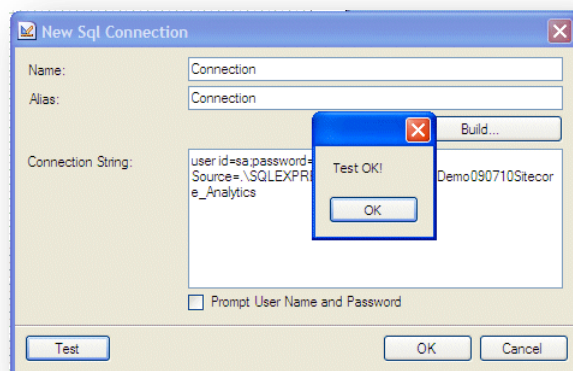 New Sql Connection
Name:
Connection
Alias:
Connection
Build...
Connection String:
user id=sa;password=
Source=.\SQLEXPR
Demo090710Sitecor
e_Analytics
Test OK!
OK
Prompt User Name and Password
Test
OK
Cancel